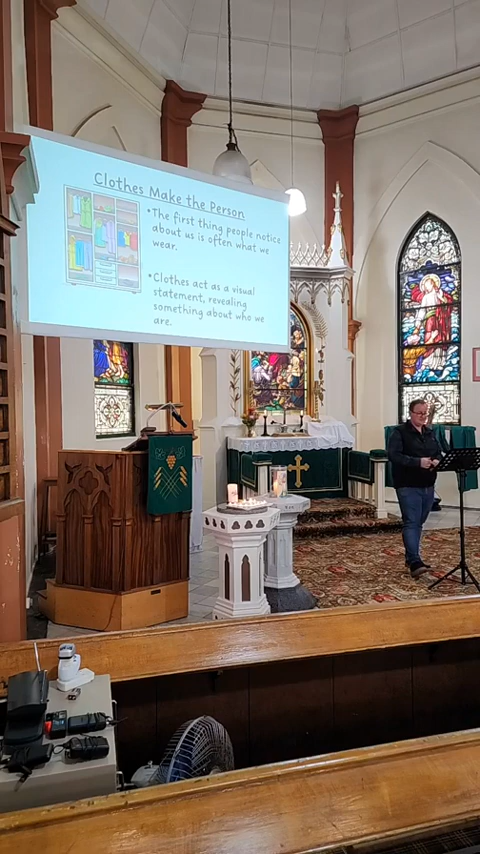 Clothes Make the Person
•The first thing people notice
about us is often what we
wear.
•Clothes act as a visual
statement, revealing
something about who we
are.